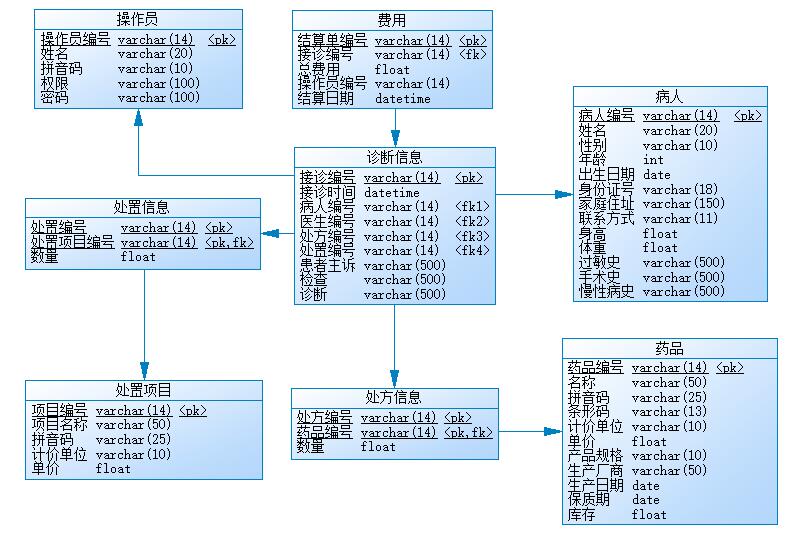 操作员
操作员编号 varchar(14) <pk>
姓名 varchar(20)
拼音码 varchar(10)
权限 varchar(100)
密码 varchar(100)
费用
结算单编号 varchar(14) <pk>
接诊编号 varchar(14) <fk>
总费用 float
操作员编号 varchar(14)
结算日期 datetime
病人
病人编号 varchar(14) <pk>
姓名 varchar(20)
性别 varchar(10)
年龄 int
出生日期 date
身份证号 varchar(18)
家庭住址 varchar(150)
联系方式 varchar(11)
身高 float
体重 float
过敏史 varchar(500)
手术史 varchar(500)
慢性病史 varchar(500)
诊断信息
接诊编号 varchar(14) <pk>
接诊时间 datetime
病人编号 varchar(14) <fk1>
医生编号 varchar(14) <fk2>
处方编号 varchar(14) <fk3>
处置编号 varchar(14) <fk4>
患者主诉 varchar(500)
检查 varchar(500)
诊断 varchar(500)
处置信息
处置编号 varchar(14) <pk>
处置项目编号 varchar(14) <pk,fk>
数量 float
处置项目
项目编号 varchar(14) <pk>
项目名称 varchar(50)
拼音码 varchar(25)
计价单位 varchar(10)
单价 float
处方信息
处方编号 varchar(14) <pk>
药品编号 varchar(14) <pk,fk>
数量 float
药品
药品编号 varchar(14) <pk>
名称 varchar(50)
拼音码 varchar(25)
条形码 varchar(13)
计价单位 varchar(10)
单价 float
产品规格 varchar(10)
生产厂商 varchar(50)
生产日期 date
保质期 date
库存 float